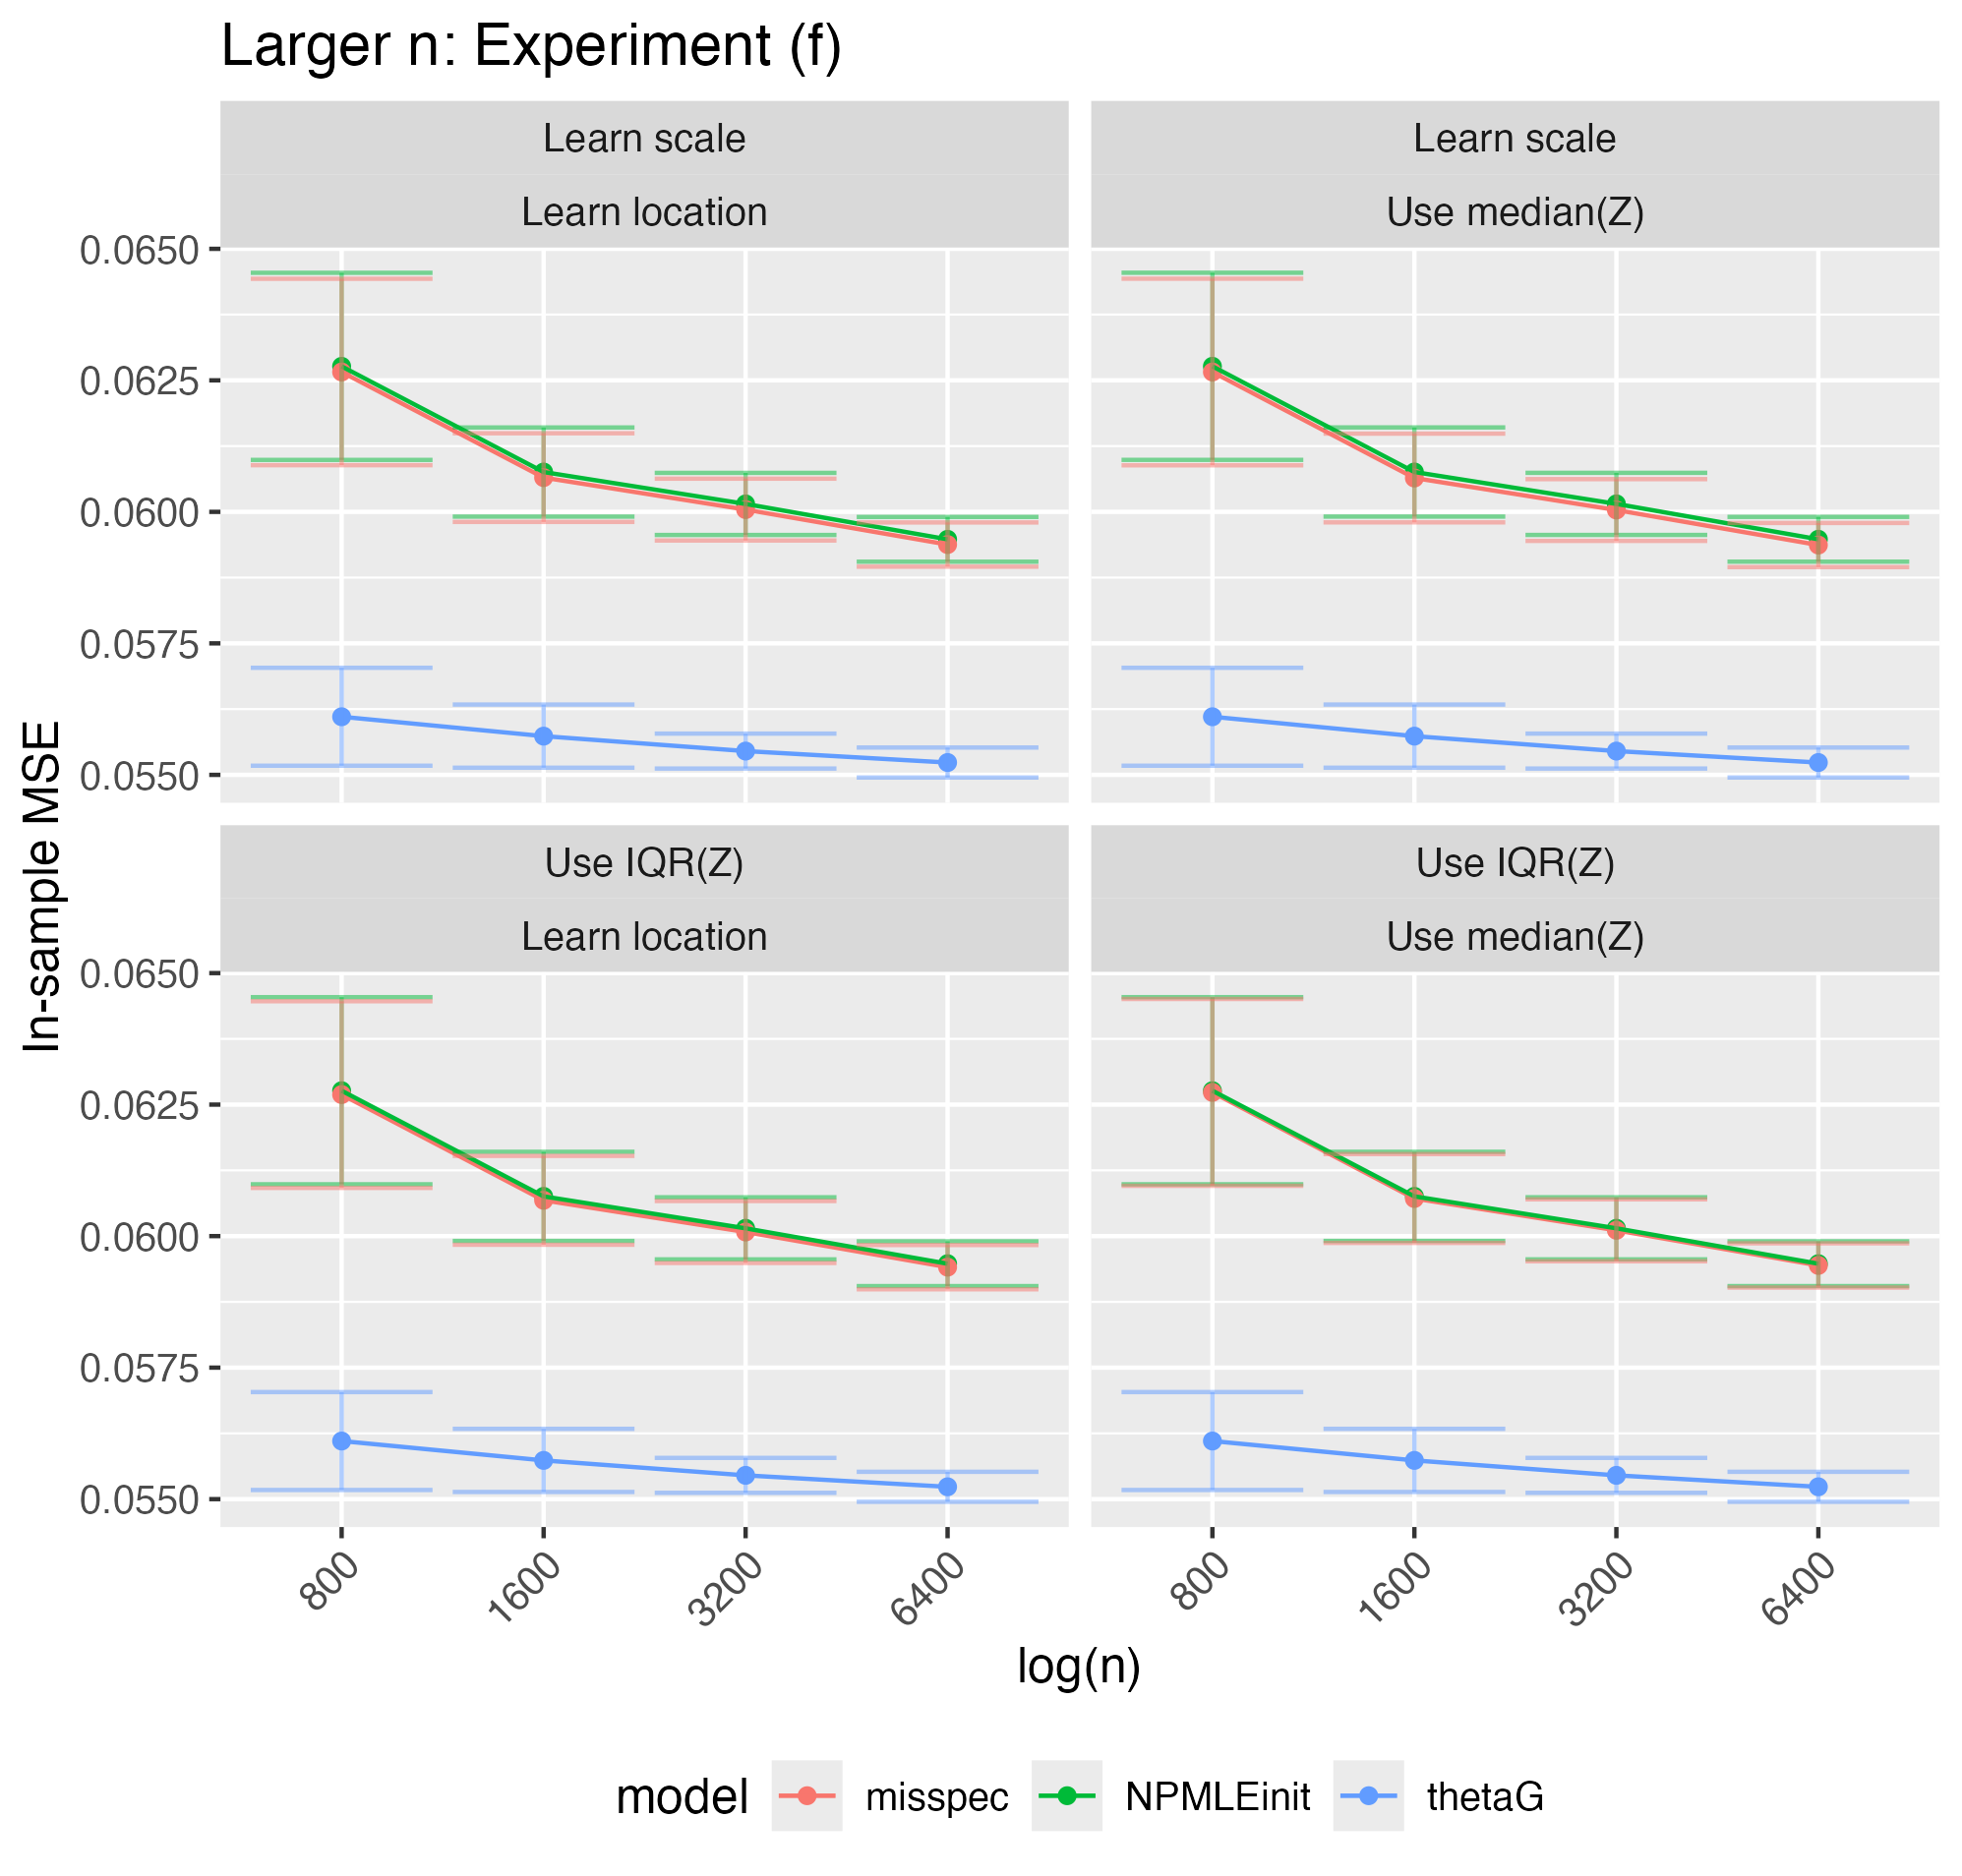 Larger n: Experiment (f)
Learn scale
Learn location
Learn scale
Use median(Z)
0.0650
0.0625
0.0600
0.0575
0.0550
In-sample MSE
Use IQR(Z)
Learn location
Use IQR(Z)
Use median(Z)
0.0650
0.0625
0.0600
0.0575
0.0550
800 1600 3200 6400
800 1600 3200 6400
log(n)
model misspec NPMLEinit thetaG